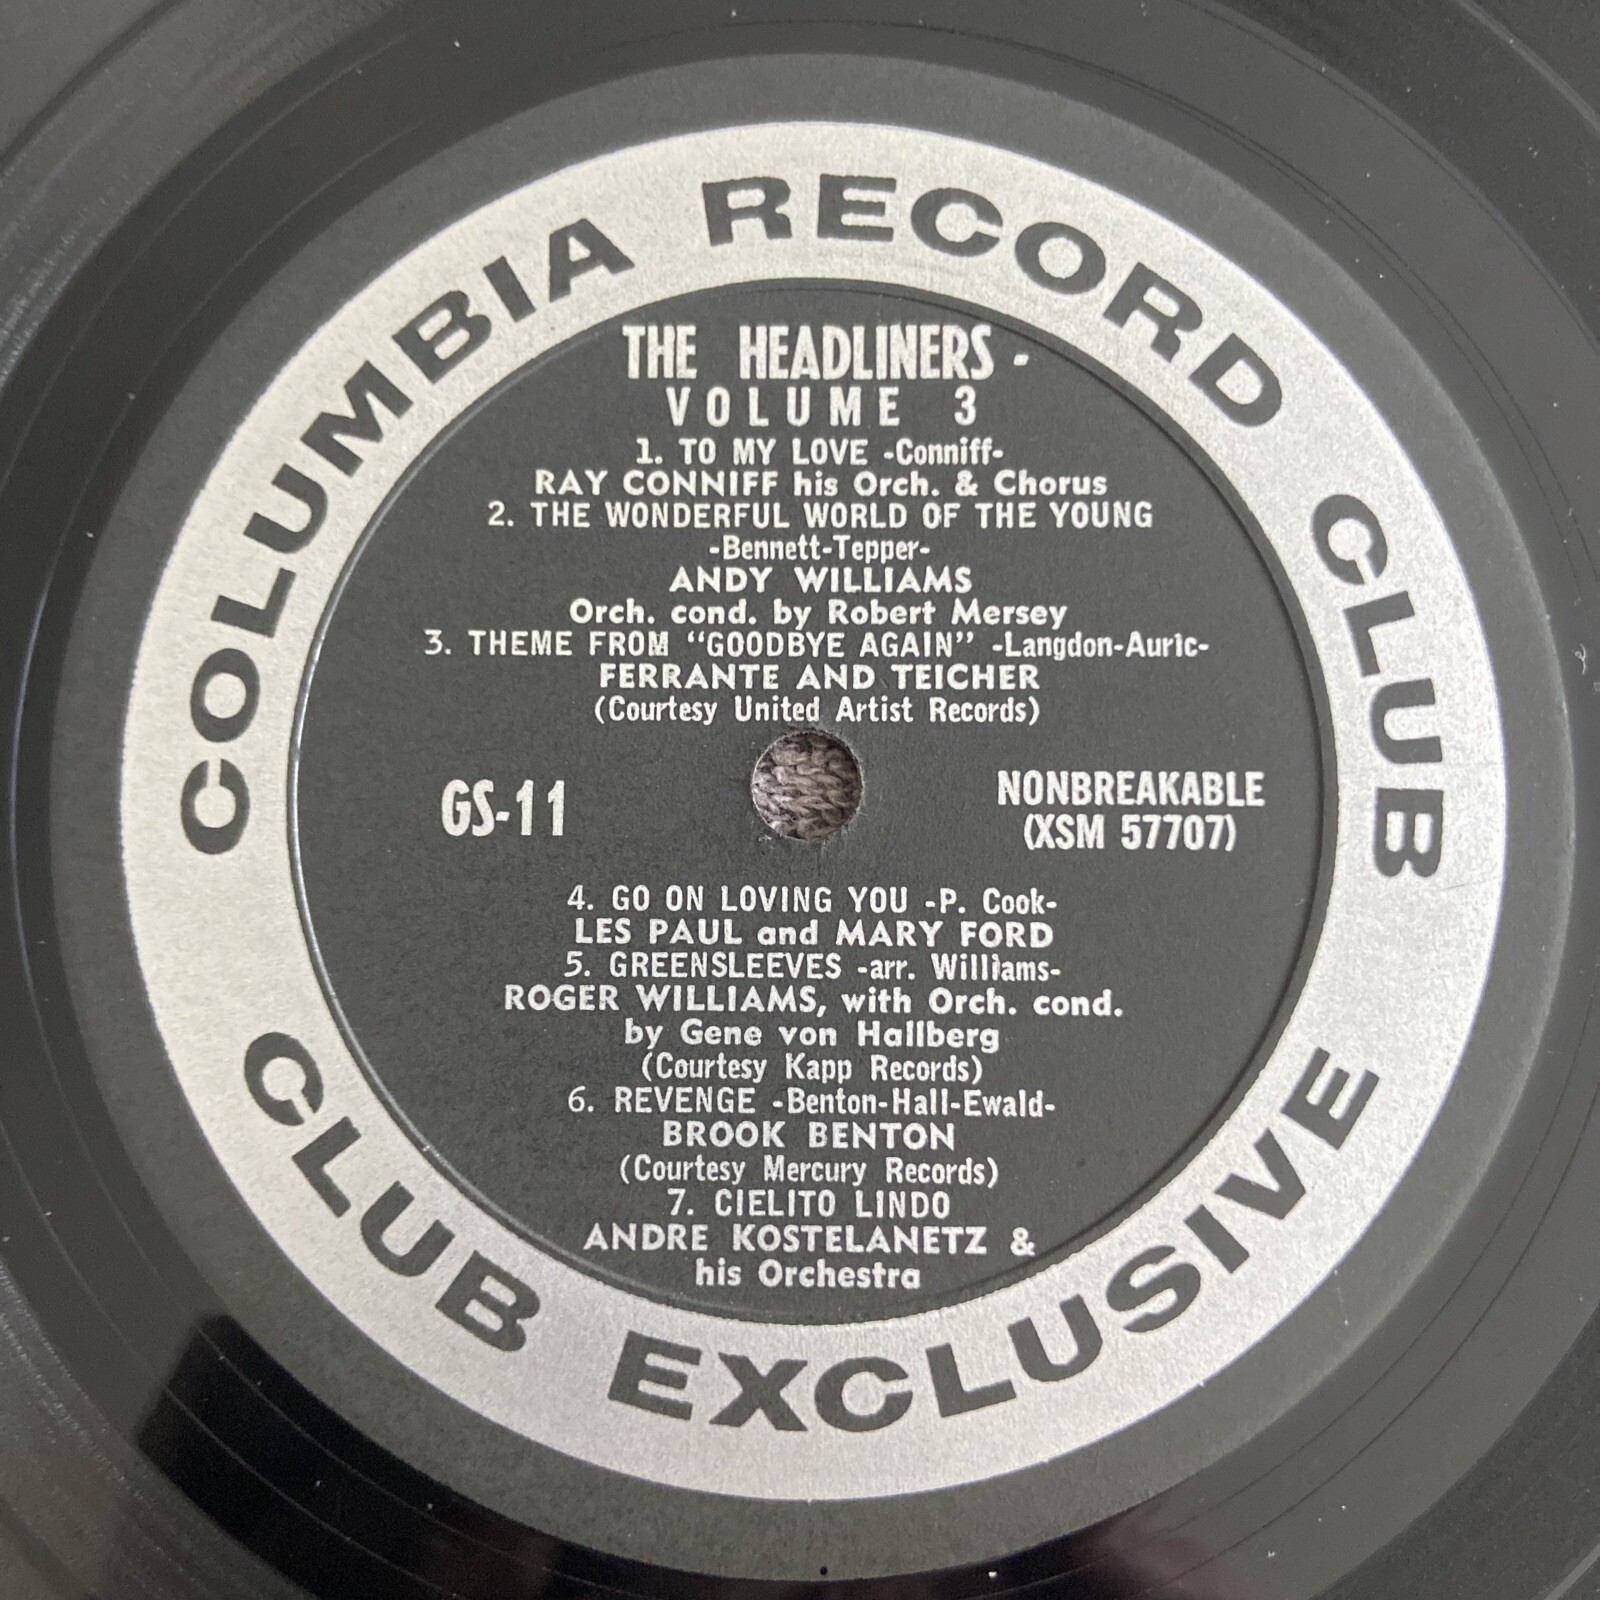 COLUMBIA RECORD CLUB
THE HEADLINERS -
VOLUME 3
1. TO MY LOVE -Conniff-
RAY CONNIFF his Orch. & Chorus
2. THE WONDERFUL WORLD OF THE YOUNG
-Bennett-Tepper-
ANDY WILLIAMS
Orch. cond. by Robert Mersey
3. THEME FROM "GOODBYE AGAIN" -Langdon-Auric-
FERRANTE AND TEICHER
(Courtesy United Artist Records)
GS-11
NONBREAKABLE
(XSM 57707)
4. GO ON LOVING YOU -P. Cook-
LES PAUL and MARY FORD
5. GREENSLEEVES -arr. Williams-
ROGER WILLIAMS, with Orch. cond.
by Gene von Hallberg
(Courtesy Kapp Records)
6. REVENGE -Benton-Hall-Ewald-
BROOK BENTON
(Courtesy Mercury Records)
7. CIELITO LINDO
ANDRE KOSTELANETZ &
his Orchestra
CLUB EXCLUSIVE